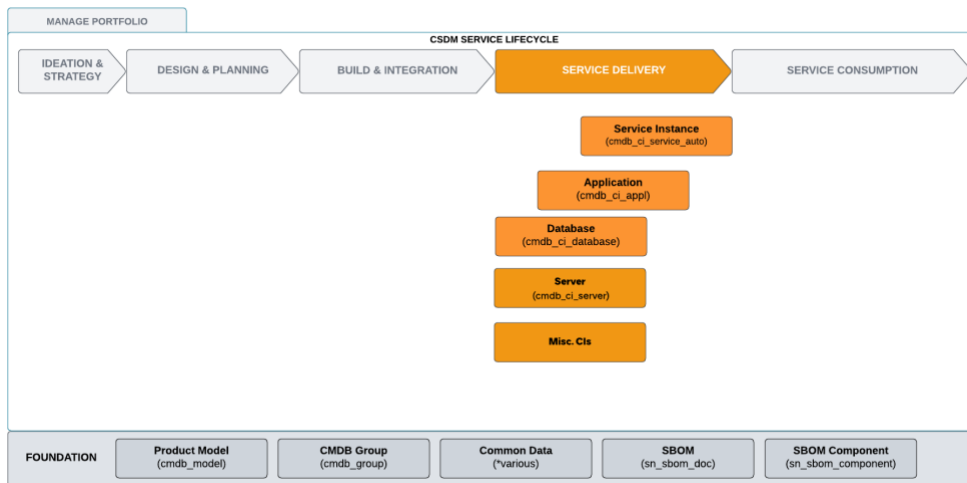 MANAGE PORTFOLIO
CSDM SERVICE LIFECYCLE
IDEATION &
STRATEGY
DESIGN & PLANNING
BUILD & INTEGRATION
SERVICE DELIVERY
SERVICE CONSUMPTION
Service Instance
(cmdb_ci_service_auto)
Application
(cmdb_ci_appl)
Database
(cmdb_ci_database)
Server
(cmdb_ci_server)
Misc. CIs
FOUNDATION
Product Model
(cmdb_model)
CMDB Group
(cmdb_group)
Common Data
(*various)
SBOM
(sn_sbom_doc)
SBOM Component
(sn_sbom_component)